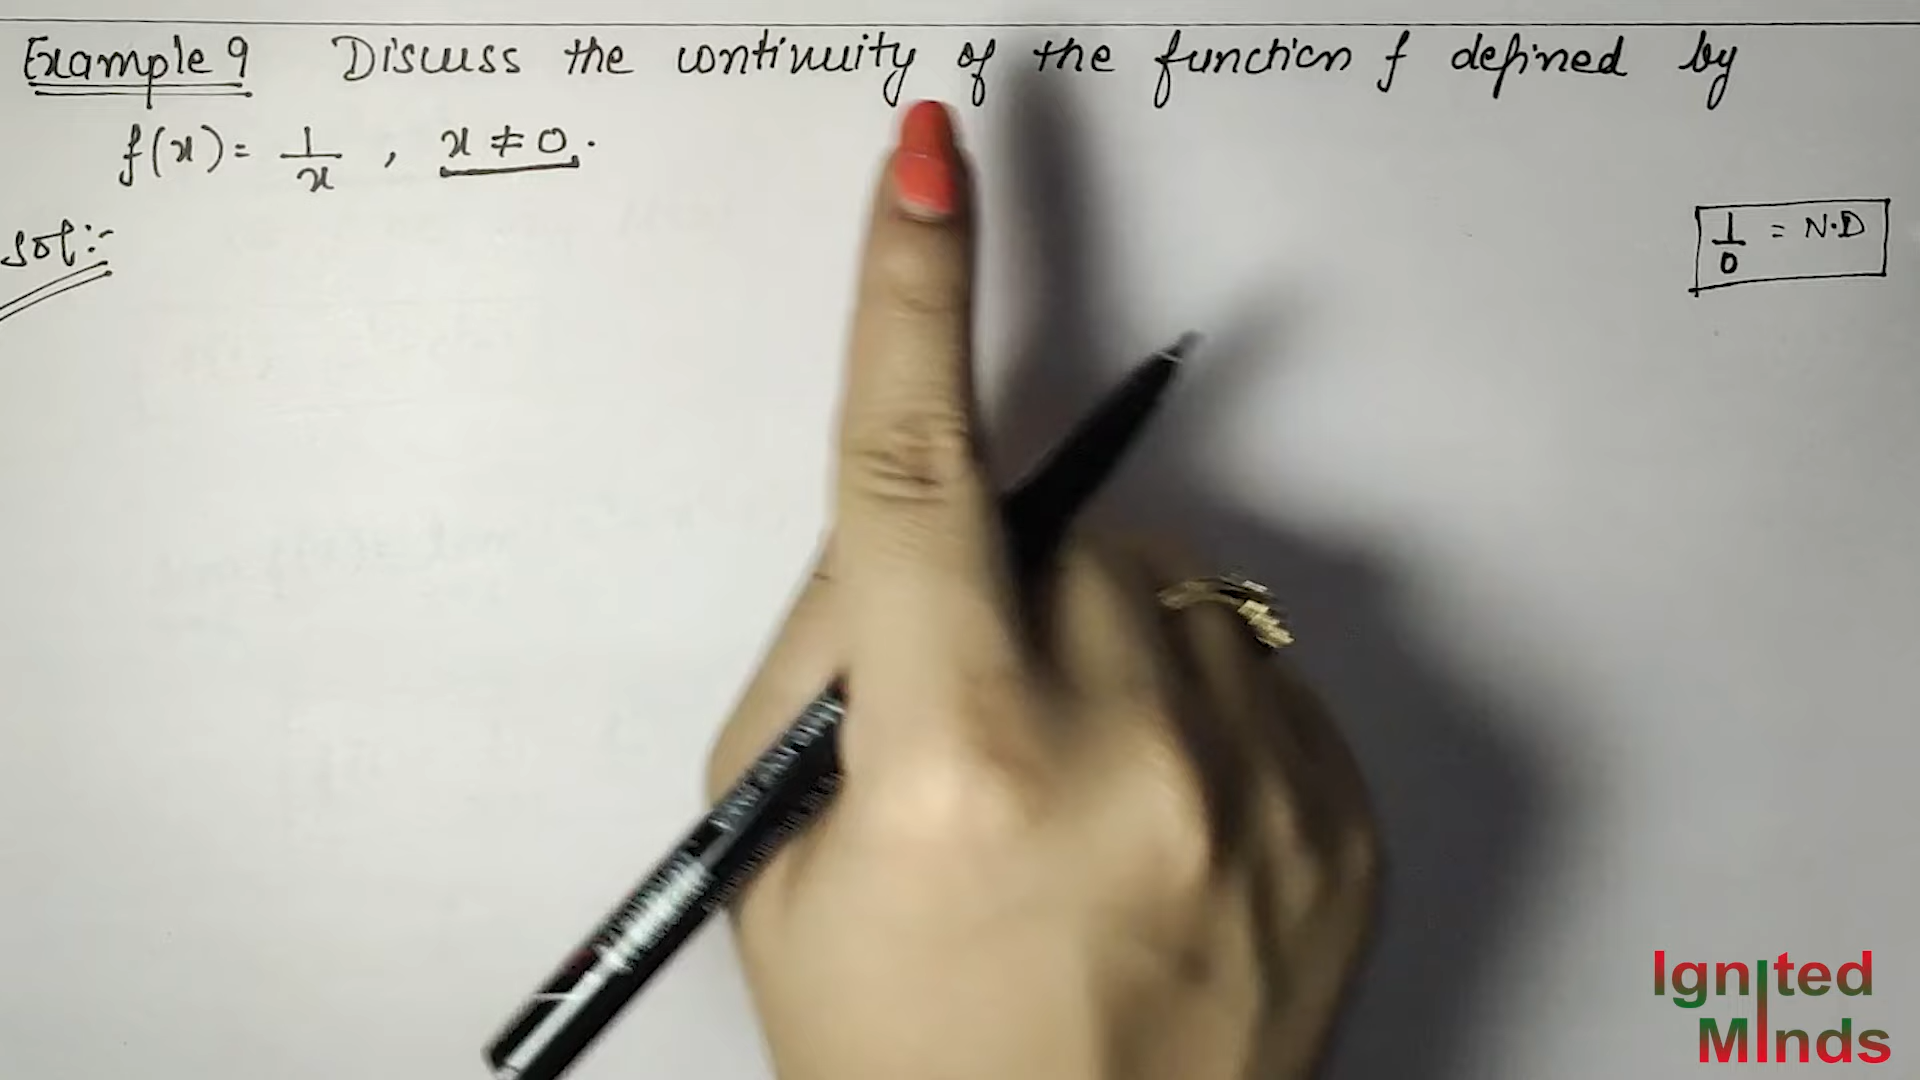 Example 9 Discuss the continuity of the function f defined by
f(x) = 1/x , x ≠ 0.
Sol:-
1/0 = N.D
Ignited
Minds